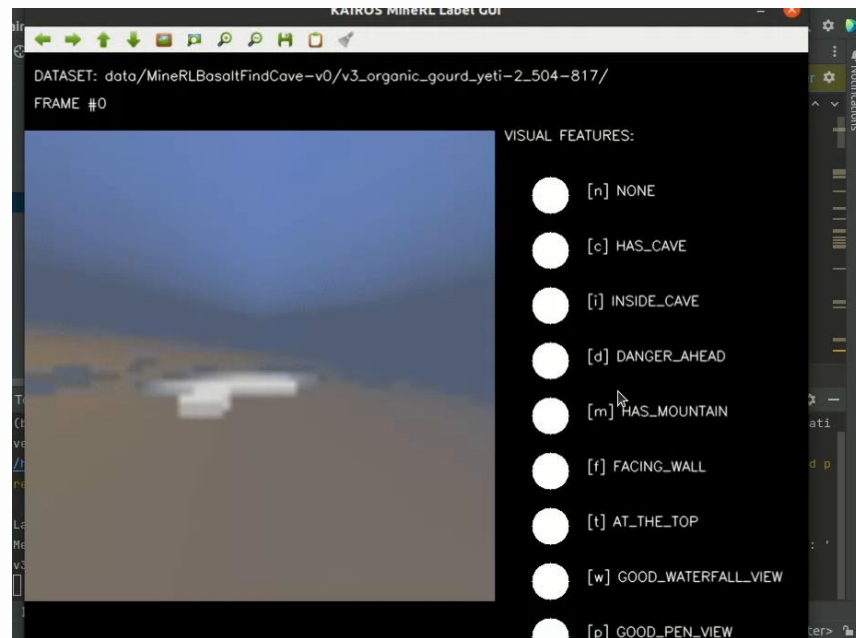 KAIROS MineRL Label GUI
DATASET: data/MineRLBasaltFindCave-v0/v3_organic_gourd_yeti-2_504-817/
FRAME #0
VISUAL FEATURES:
[n] NONE
[c] HAS_CAVE
[i] INSIDE_CAVE
[d] DANGER_AHEAD
[m] HAS_MOUNTAIN
[f] FACING_WALL
[t] AT_THE_TOP
[w] GOOD_WATERFALL_VIEW
[p] GOOD_PEN_VIEW
Notifications